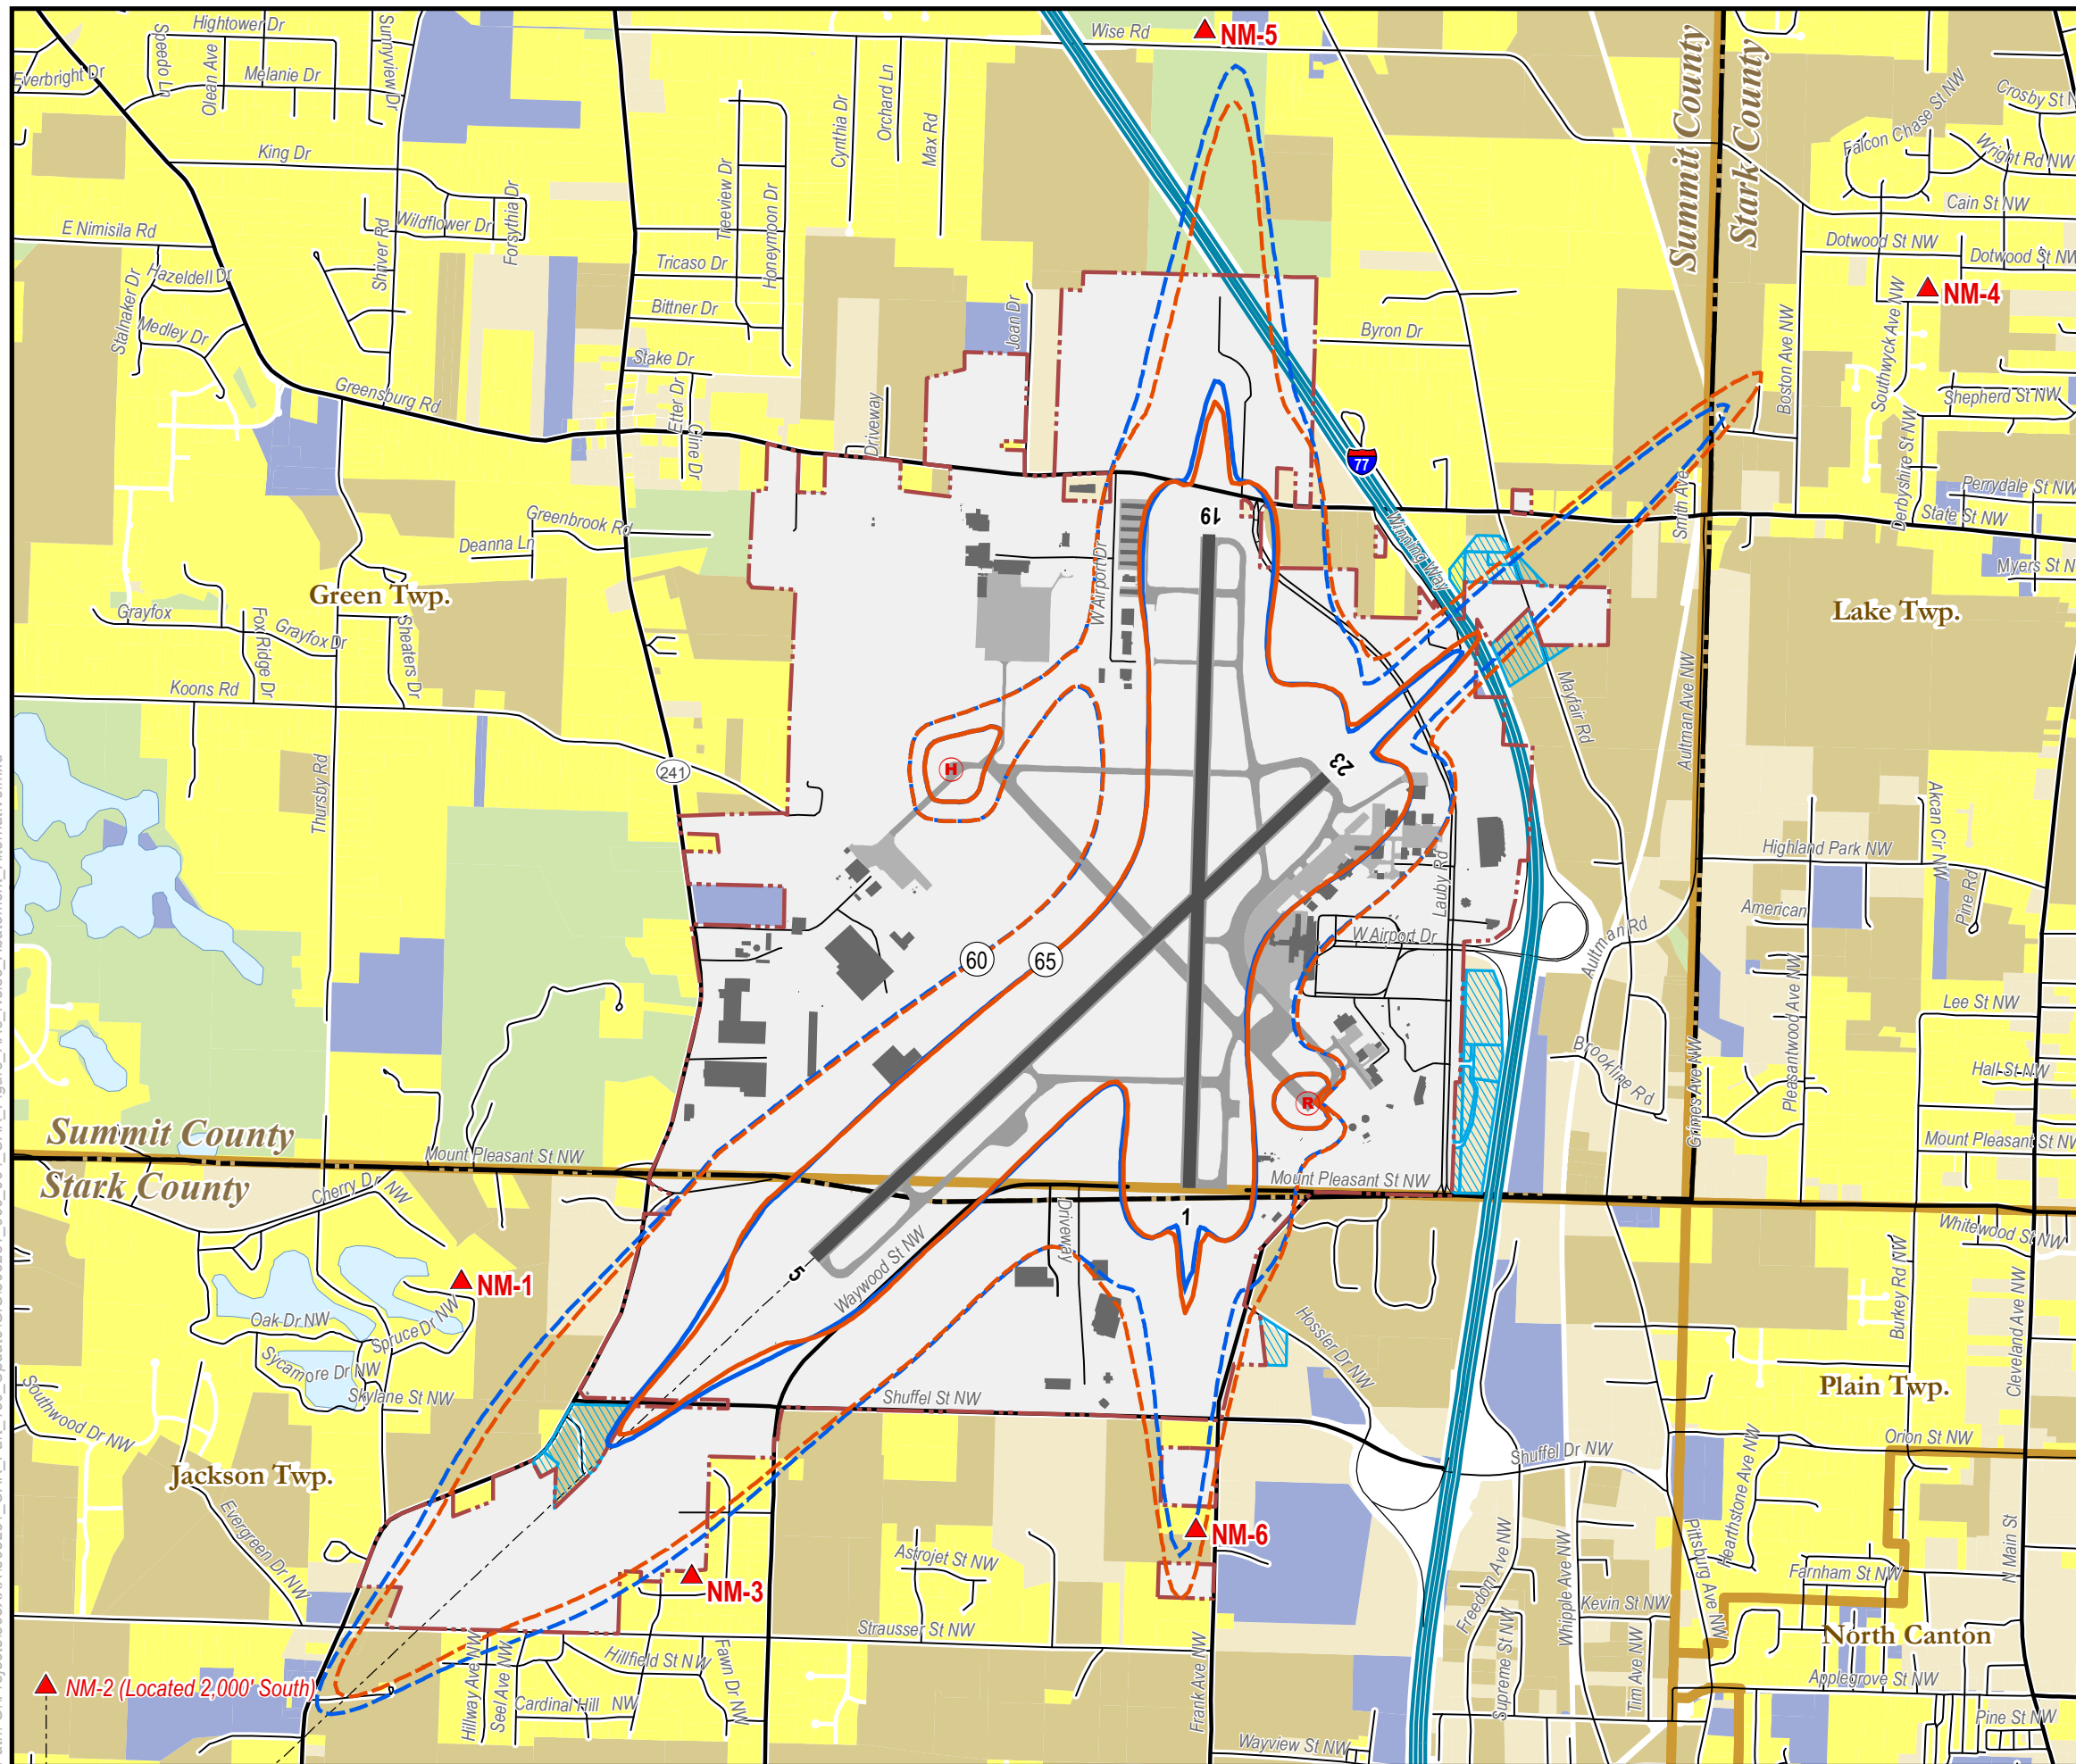 Hightower Dr
Speedo Ln
Olean Ave
Sunnyview Dr
Melanie Dr
Everbright Dr
Wise Rd
NM-5
Summit County
Stark County
Falcon Chase St NW
Crosby St N
Wright Rd NW
King Dr
Cynthia Dr
Orchard Ln
Max Rd
Treeview Dr
Honeymoon Dr
Cain St NW
E Nimisila Rd
Wildflower Dr
Forsythia Dr
Shriver Rd
Dotwood St NW
Dotwood St NW
Hazeldell Dr
Stalnaker Dr
Tricaso Dr
Southwyck Ave NW
NM-4
Medley Dr
Bittner Dr
Joan Dr
Byron Dr
Boston Ave NW
Stake Dr
Greensburg Rd
Etter Dr
Cline Dr
Driveway
Shepherd St NW
Derbyshire St NW
77
Perrydale St NW
State St NW
Smith Ave
Winning Way
19
Greenbrook Rd
Deanna Ln
Myers St N
Green Twp.
W Airport Dr
Lake Twp.
Grayfox
Grayfox Dr
Fox Ridge Dr
Sheaters Dr
Koons Rd
Mayfair Rd
Aultman Ave NW
241
H
23
Thursby Rd
Akcan Cir NW
Highland Park NW
Lauby Rd
Pine Rd
American
60
65
W Airport Dr
Aultman Rd
Pleasantwood Ave NW
Lee St NW
Brookline Rd
Hall St NW
R
Grimes Ave NW
Summit County
Stark County
Mount Pleasant St NW
Mount Pleasant St NW
Mount Pleasant St NW
Cherry Dr NW
1
Driveway
Whitewood St NW
5
Waywood St NW
NM-1
Burkey Rd NW
Cleveland Ave NW
Oak Dr NW
Spruce Dr NW
Hossler Dr NW
Sycamore Dr NW
Skylane St NW
Shuffel St NW
Plain Twp.
Southwood Dr NW
Orion St NW
Shuffel Dr NW
Hearthstone Ave NW
Jackson Twp.
Evergreen Dr NW
NM-6
Astrojet St NW
NM-3
Freedom Ave NW
Whipple Ave NW
Pittsburg Ave NW
Farnham St NW
N Main St
Kevin St NW
Strausser St NW
North Canton
Hillway Ave NW
Seel Ave NW
Hillfield St NW
Fawn Dr NW
Frank Ave NW
Supreme St NW
Tim Ave NW
Applegrove St NW
NM-2 (Located 2,000' South)
Cardinal Hill NW
Pine St NW
Wayview St NW